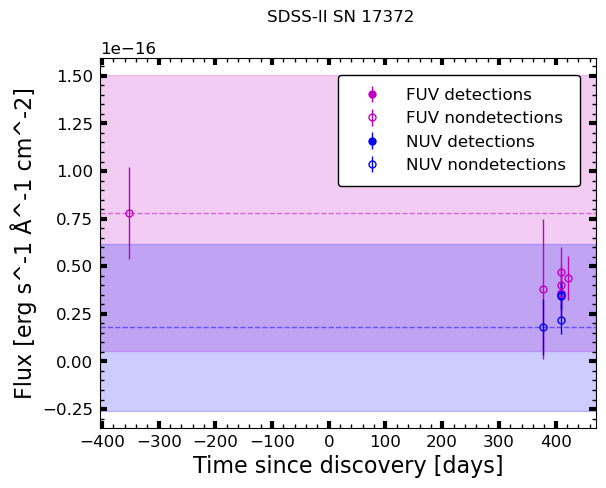 SDSS-II SN 17372
1e−16
1.50
1.25
1.00
0.75
0.50
0.25
0.00
−0.25
Flux [erg s^-1 Å^-1 cm^-2]
FUV detections
FUV nondetections
NUV detections
NUV nondetections
−400 −300 −200 −100 0 100 200 300 400
Time since discovery [days]